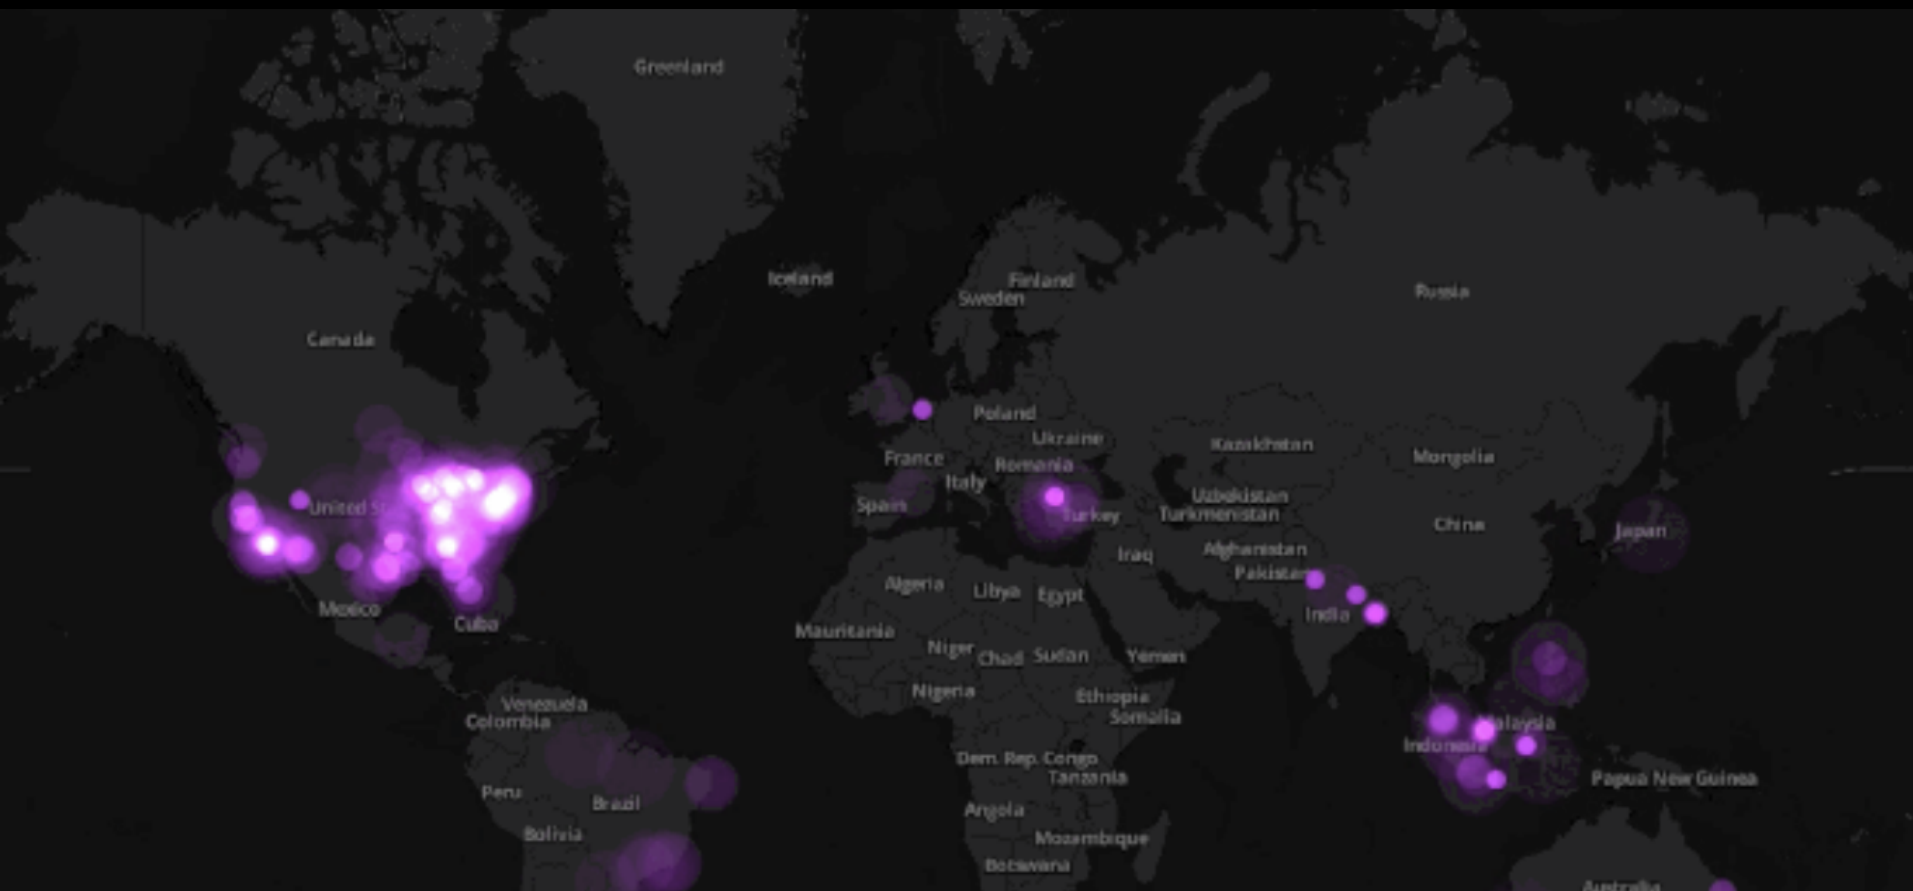 Greenland
Iceland
Finland
Sweden
Russia
Canada
Poland
Ukraine
Kazakhstan
Mongolia
France
Romania
Italy
Uzbekistan
Spain
United St
Turkey
Turkmenistan
China
Japan
Iraq
Afghanistan
Pakistan
Algeria
Libya
Egypt
Mexico
India
Cuba
Mauritania
Niger
Chad
Sudan
Yemen
Nigeria
Ethiopia
Venezuela
Somalia
Colombia
Malaysia
Indonesia
Dem. Rep. Congo
Tanzania
Papua New Guinea
Peru
Brazil
Angola
Bolivia
Mozambique
Botswana
Australia